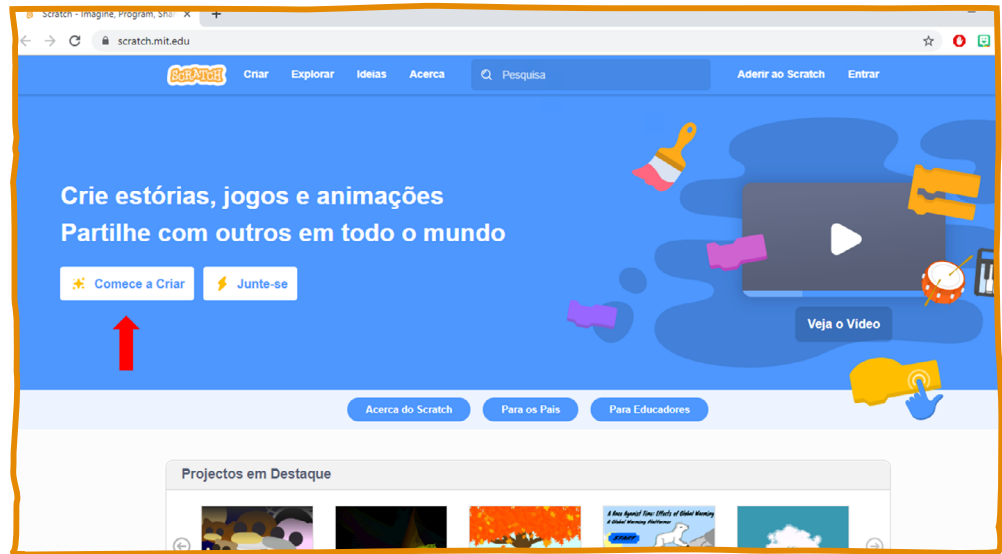 Scratch - Imagine, Program, Shar
scratch.mit.edu
SCRATCH Criar Explorar Ideias Acerca Pesquisa Aderir ao Scratch Entrar
Crie estórias, jogos e animações
Partilhe com outros em todo o mundo
Comece a Criar Junte-se
Veja o Vídeo
Acerca do Scratch Para os Pais Para Educadores
Projectos em Destaque
A Race Against Time: Effects of Global Warming
A Global Warming Platformer
START